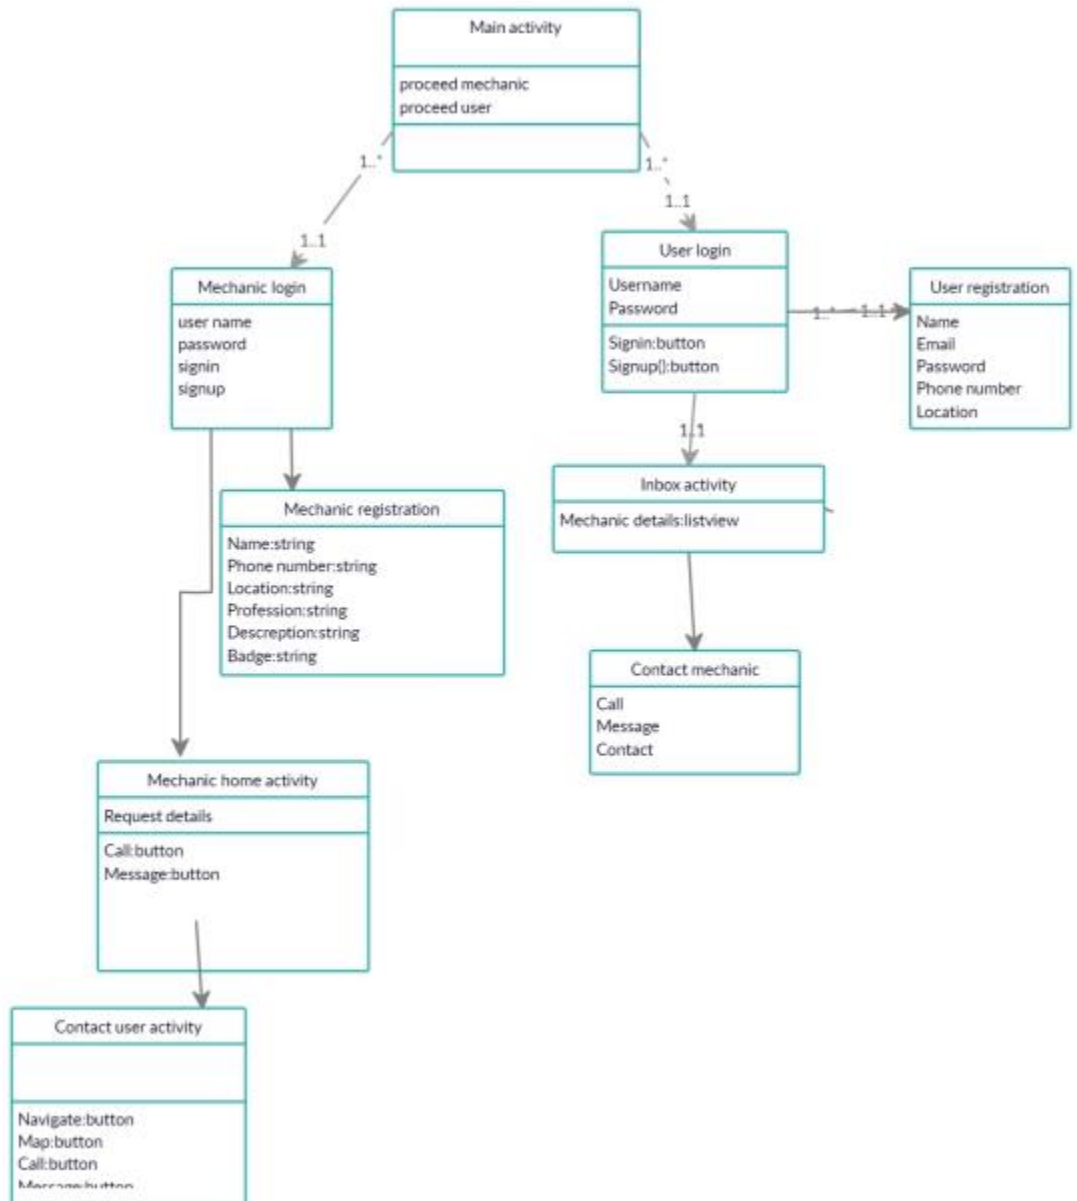 Main activity
proceed mechanic
proceed user
1..*
1..*
1..1
1..1
User login
Username
Password
Signin:button
Signup():button
1..*
1..1
User registration
Name
Email
Password
Phone number
Location
Mechanic login
user name
password
signin
signup
1..1
Inbox activity
Mechanic details:listview
Mechanic registration
Name:string
Phone number:string
Location:string
Profession:string
Descreption:string
Badge:string
Contact mechanic
Call
Message
Contact
Mechanic home activity
Request details
Call:button
Message:button
Contact user activity
Navigate:button
Map:button
Call:button
Message:button